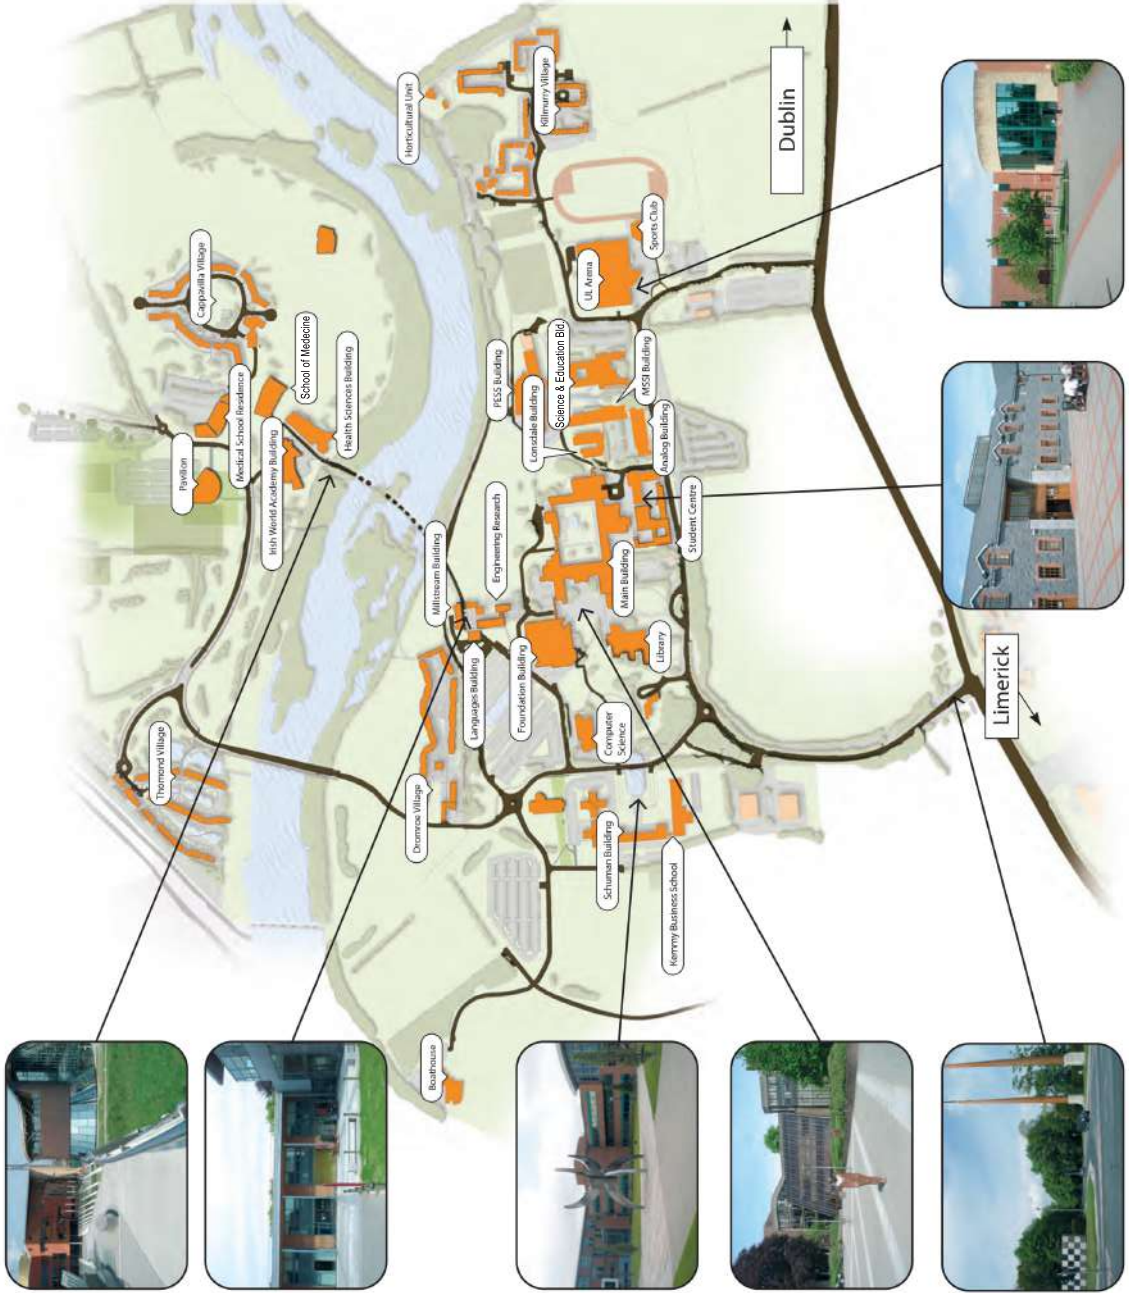 Thomond Village
Pavilion
Cappavilla Village
Medical School Residence
Irish World Academy Building
School of Medecine
Health Sciences Building
Horticultural Unit
Dromroe Village
Boathouse
Millstream Building
Languages Building
Engineering Research
PESS Building
Foundation Building
Lonsdale Building
Kilmurry Village
Science & Education Bld.
UL Arena
Schuman Building
Computer
Science
Main Building
MSSI Building
Sports Club
Library
Analog Building
Kemmy Business School
Student Centre
Dublin
Limerick